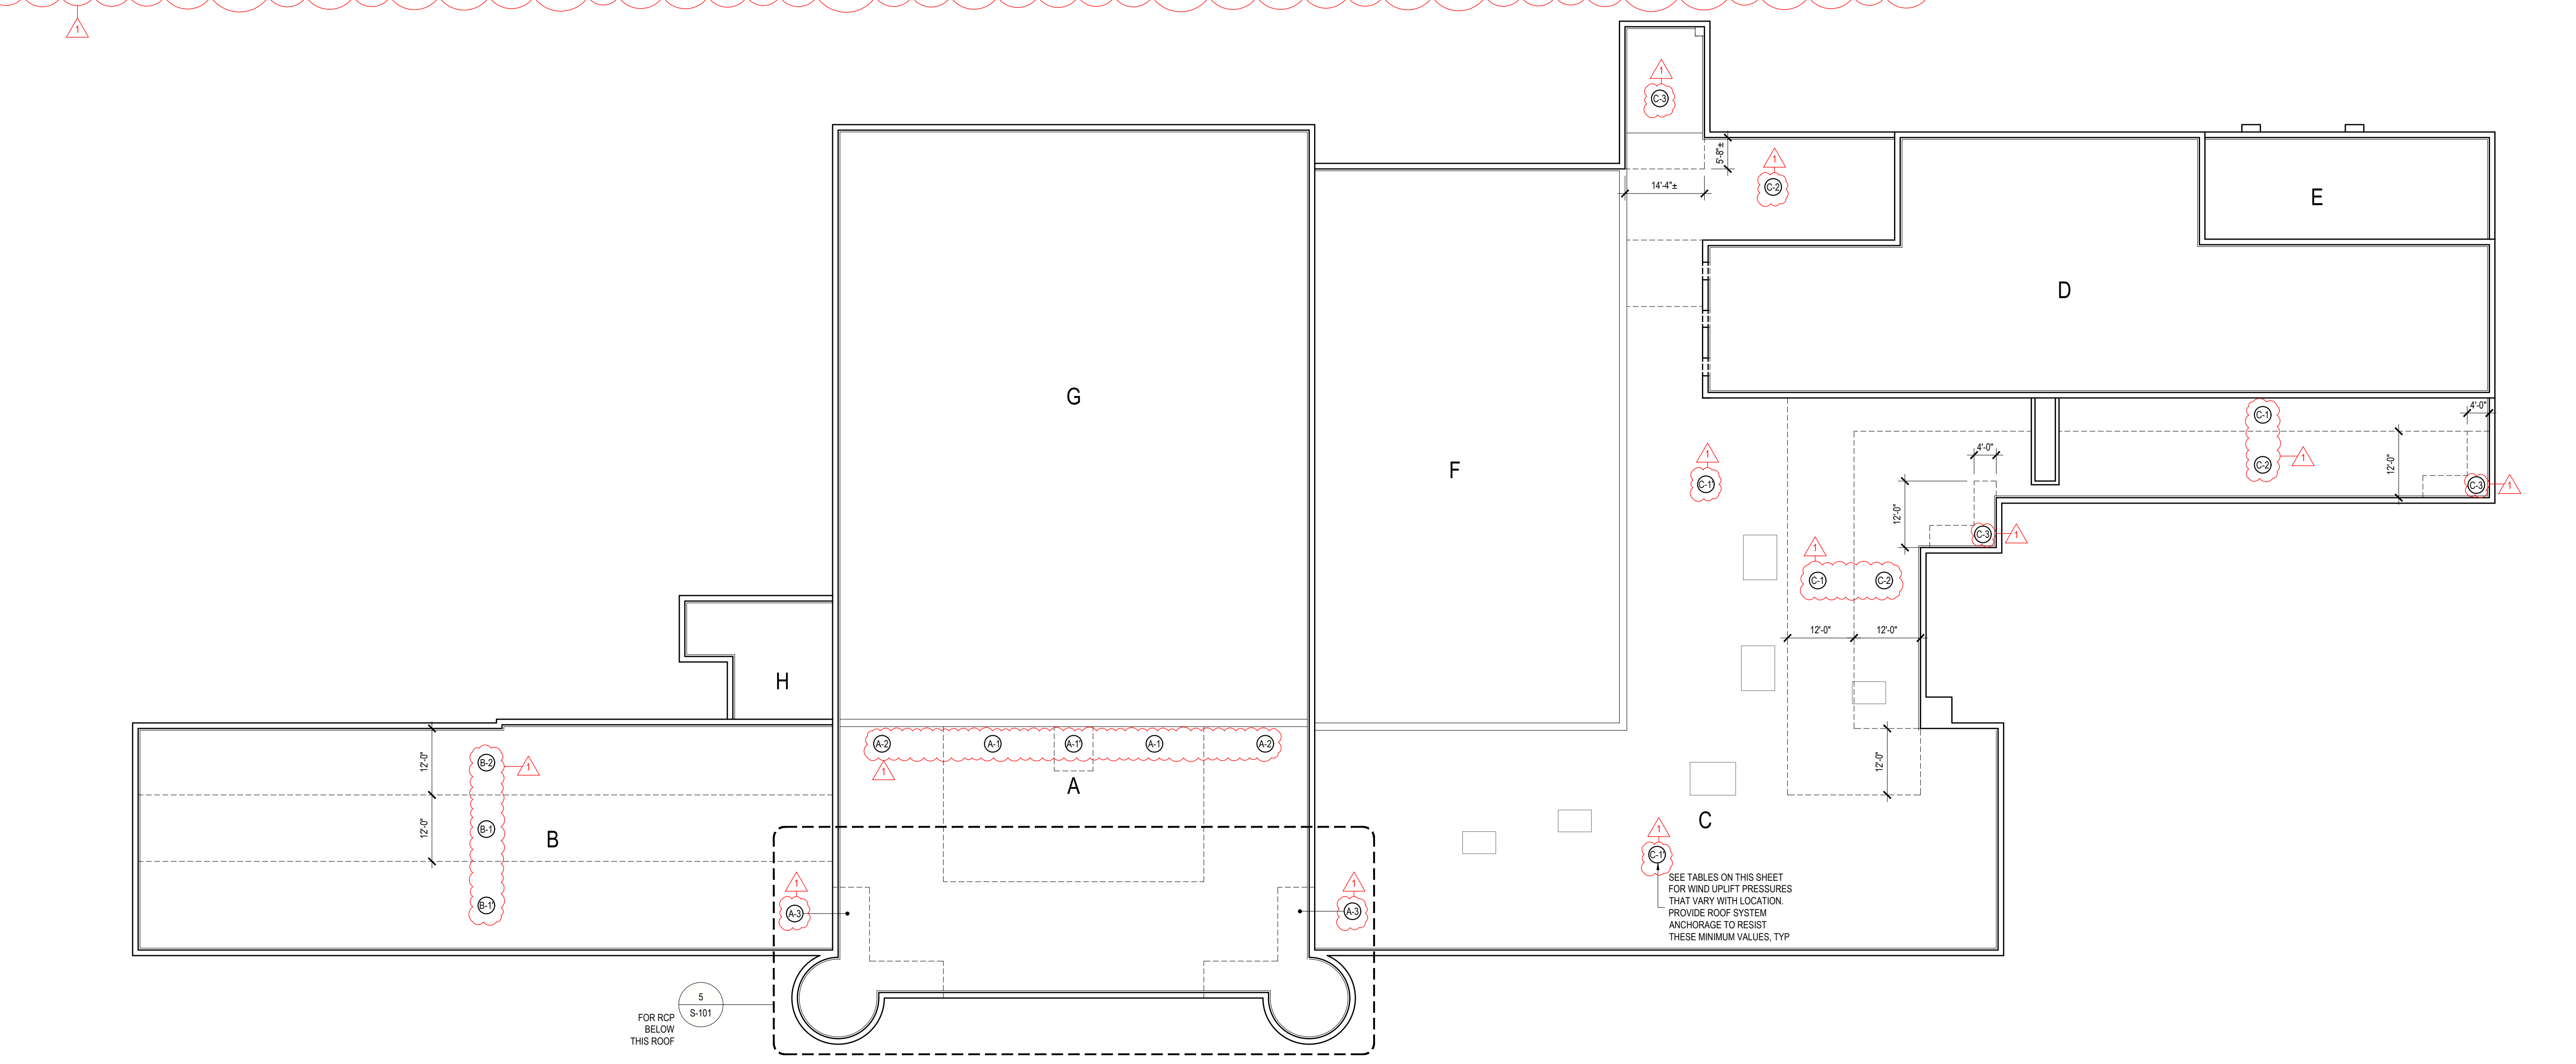 1
1
C-3
5'-8"±
14'-4"±
1
C-2
E
D
G
F
1
C-1'
4'-0"
C-1
C-2
1
12'-0"
4'-0"
C-3
1
12'-0"
C-3
1
1
C-1
C-2
12'-0"
12'-0"
12'-0"
H
A-2
A-1
A-1'
A-1
A-2
1
A
12'-0"
12'-0"
B-2
1
B-1
B-1'
B
C
1
C-1'
SEE TABLES ON THIS SHEET
FOR WIND UPLIFT PRESSURES
THAT VARY WITH LOCATION.
PROVIDE ROOF SYSTEM
ANCHORAGE TO RESIST
THESE MINIMUM VALUES, TYP
1
A-3
1
A-3
5
S-101
FOR RCP
BELOW
THIS ROOF